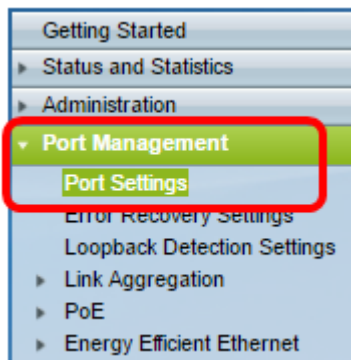 Getting Started
Status and Statistics
Administration
Port Management
Port Settings
Error Recovery Settings
Loopback Detection Settings
Link Aggregation
PoE
Energy Efficient Ethernet